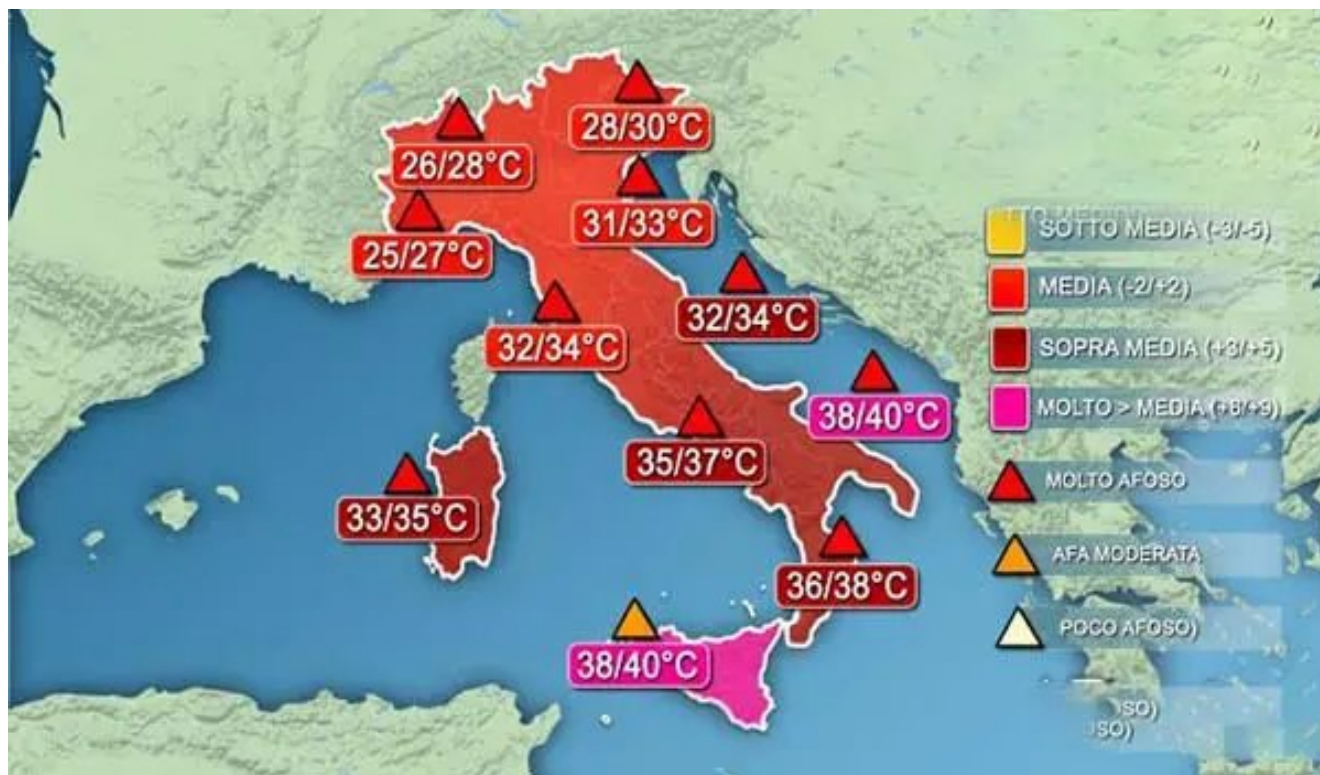 28/30°C
26/28°C
31/33°C
25/27°C
32/34°C
32/34°C
38/40°C
35/37°C
33/35°C
36/38°C
38/40°C
SOTTO MEDIA (-3/-5)
MEDIA (-2/+2)
SOPRA MEDIA (+3/+5)
MOLTO > MEDIA (+6/+9)
MOLTO AFOSO
AFA MODERATA
POCO AFOSO)
OSO)
OSO)